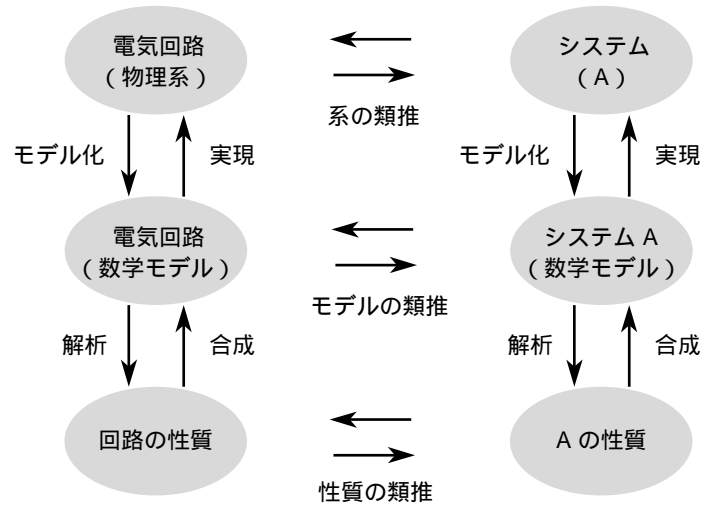 電気回路
(物理系)
システム
(A)
系の類推
モデル化
実現
モデル化
実現
電気回路
(数学モデル)
システム A
(数学モデル)
モデルの類推
解析
合成
解析
合成
回路の性質
A の性質
性質の類推